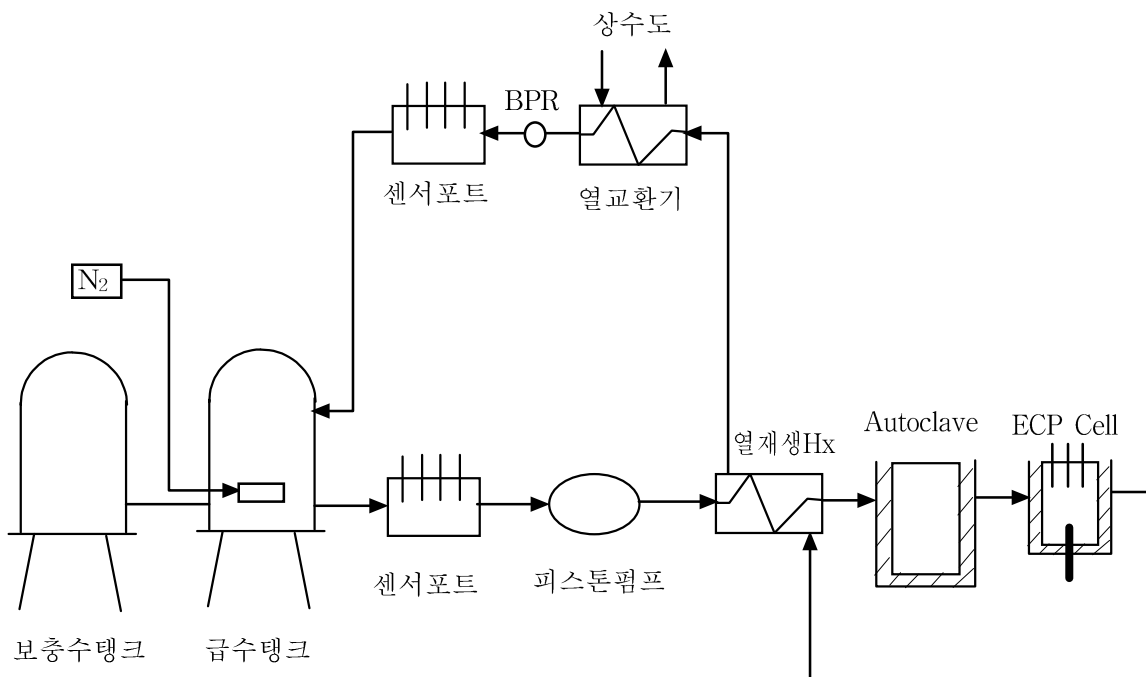 상수도
BPR
센서포트
열교환기
N₂
Autoclave
ECP Cell
열재생Hx
센서포트
피스톤펌프
보충수탱크
급수탱크